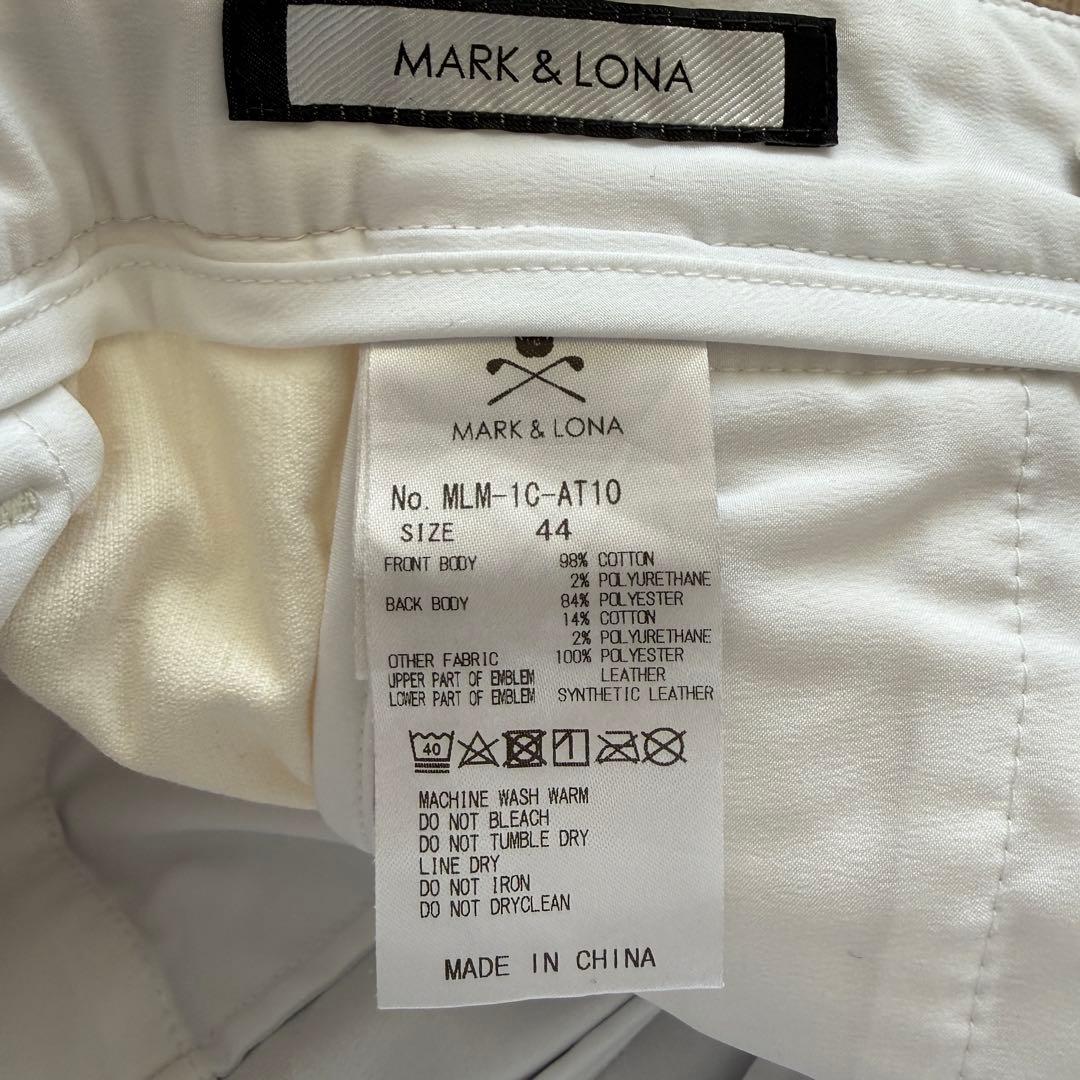 MARK & LONA
MARK & LONA
No. MLM-1C-AT10
SIZE 44
FRONT BODY 98% COTTON
2% POLYURETHANE
BACK BODY 84% POLYESTER
14% COTTON
2% POLYURETHANE
OTHER FABRIC 100% POLYESTER
UPPER PART OF EMBLEM LEATHER
LOWER PART OF EMBLEM SYNTHETIC LEATHER
40
MACHINE WASH WARM
DO NOT BLEACH
DO NOT TUMBLE DRY
LINE DRY
DO NOT IRON
DO NOT DRYCLEAN
MADE IN CHINA